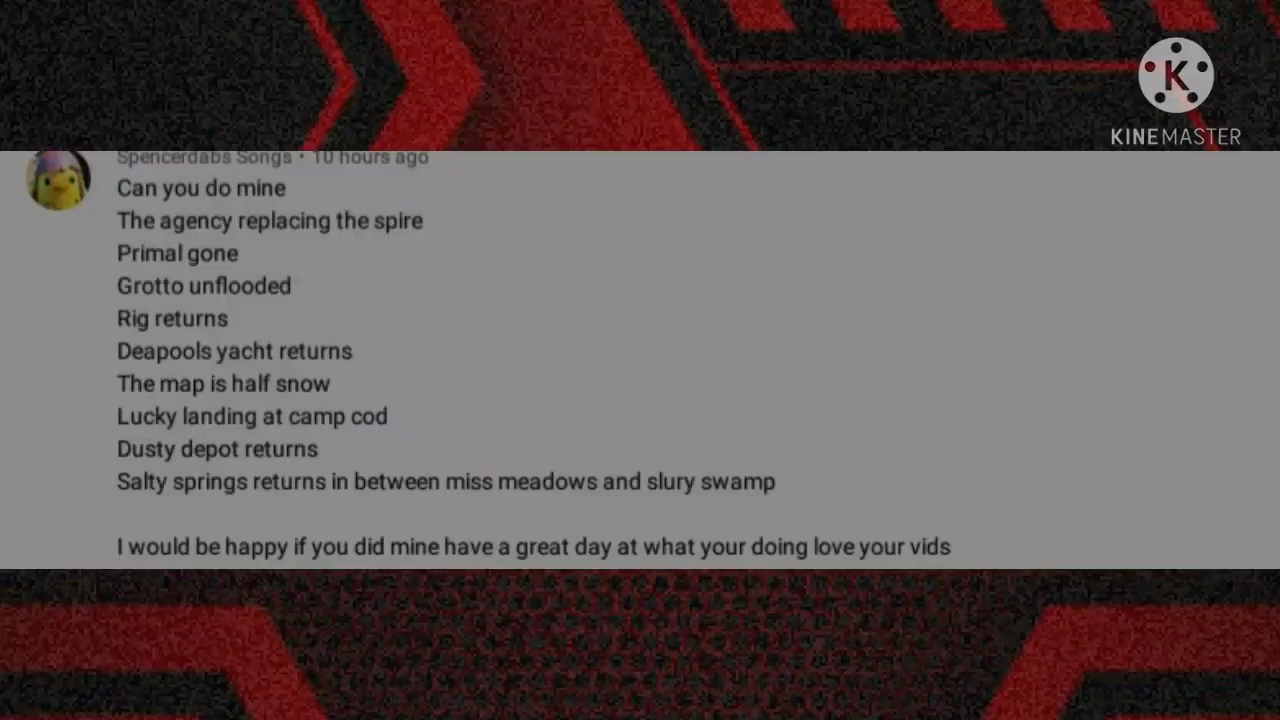 K
KINEMASTER
Spencerdabs Songs • 10 hours ago
Can you do mine
The agency replacing the spire
Primal gone
Grotto unflooded
Rig returns
Deapools yacht returns
The map is half snow
Lucky landing at camp cod
Dusty depot returns
Salty springs returns in between miss meadows and slury swamp
I would be happy if you did mine have a great day at what your doing love your vids